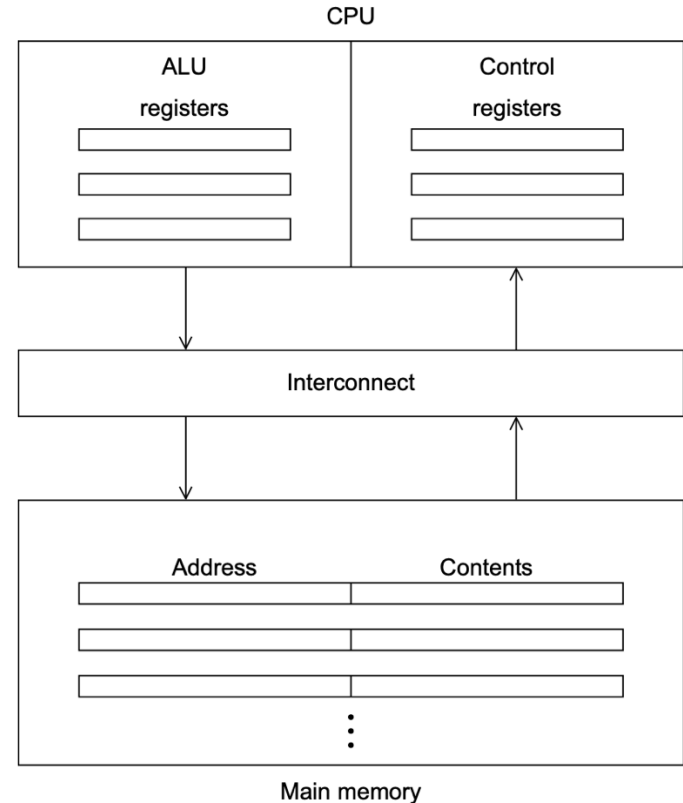 CPU
ALU
Control
registers
registers
Interconnect
Address
Contents
Main memory